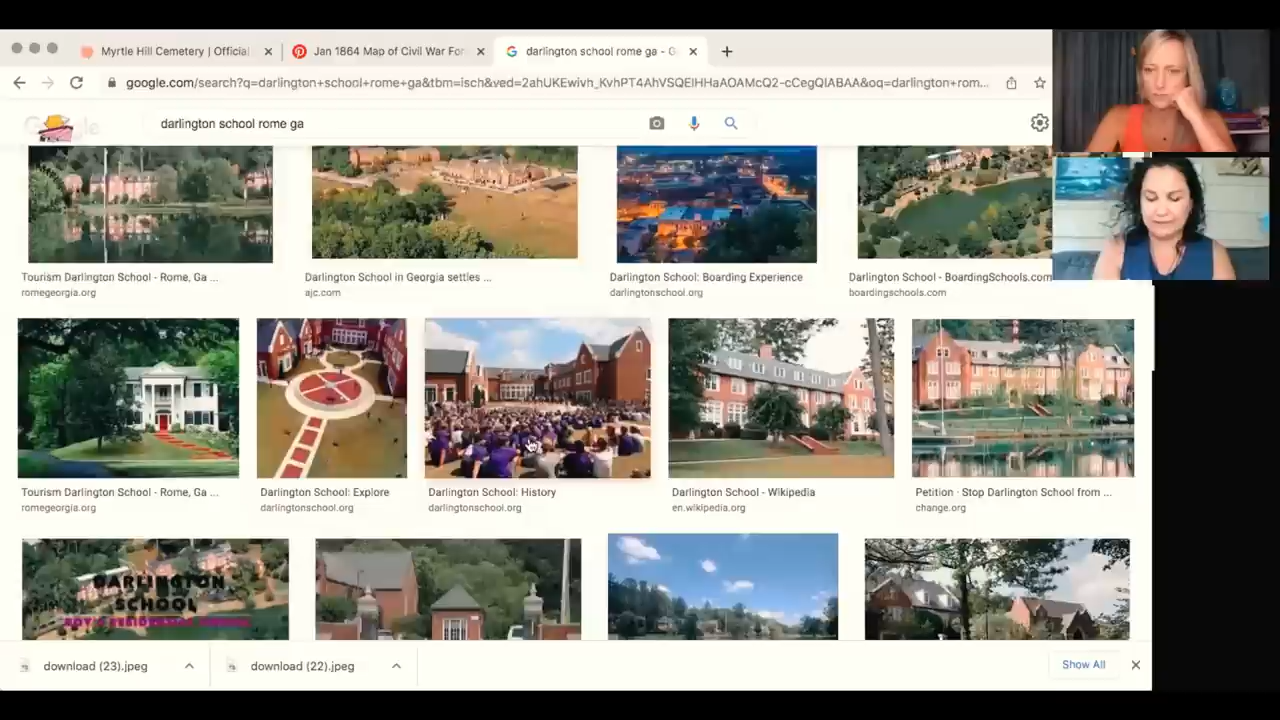 Myrtle Hill Cemetery | Official
Jan 1864 Map of Civil War For
darlington school rome ga - G
google.com/search?q=darlington+school+rome+ga&tbm=isch&ved=2ahUKEwivh_KvhPT4AhVSQEIHHaAOAMcQ2-cCegQIABAA&oq=darlington+rom...
darlington school rome ga
Tourism Darlington School - Rome, Ga ...
romegeorgia.org
Darlington School in Georgia settles ...
ajc.com
Darlington School: Boarding Experience
darlingtonschool.org
Darlington School - BoardingSchools.com
boardingschools.com
Tourism Darlington School - Rome, Ga ...
romegeorgia.org
Darlington School: Explore
darlingtonschool.org
Darlington School: History
darlingtonschool.org
Darlington School - Wikipedia
en.wikipedia.org
Petition · Stop Darlington School from ...
change.org
DARLINGTON
SCHOOL
download (23).jpeg
download (22).jpeg
Show All